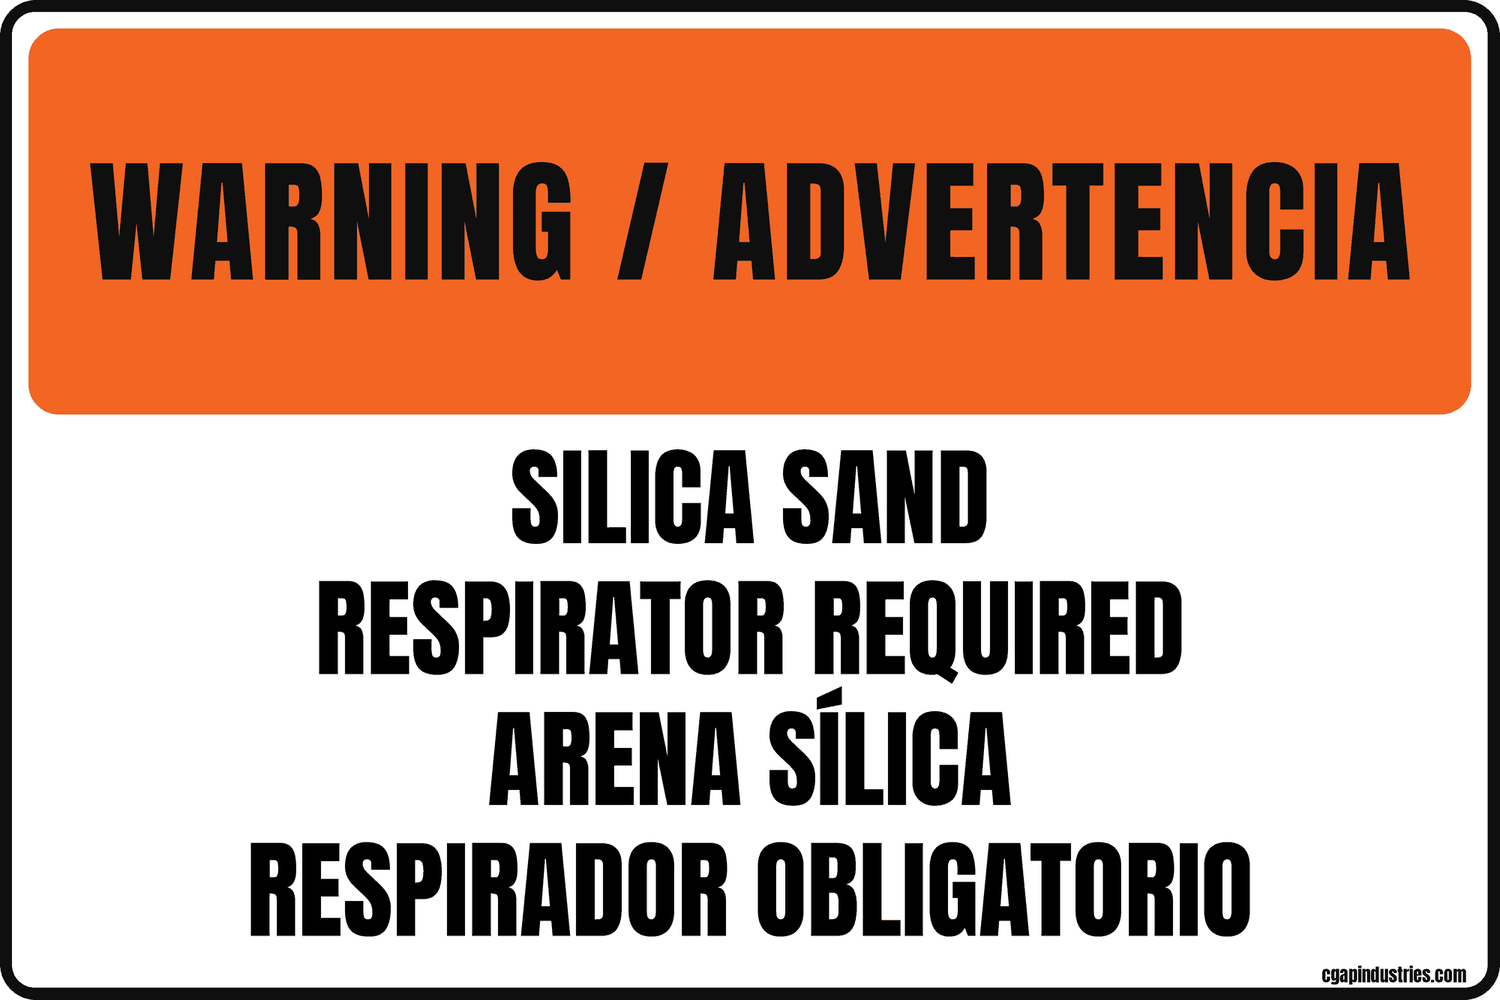 WARNING / ADVERTENCIA
SILICA SAND
RESPIRATOR REQUIRED
ARENA SÍLICA
RESPIRADOR OBLIGATORIO
cgapindustries.com